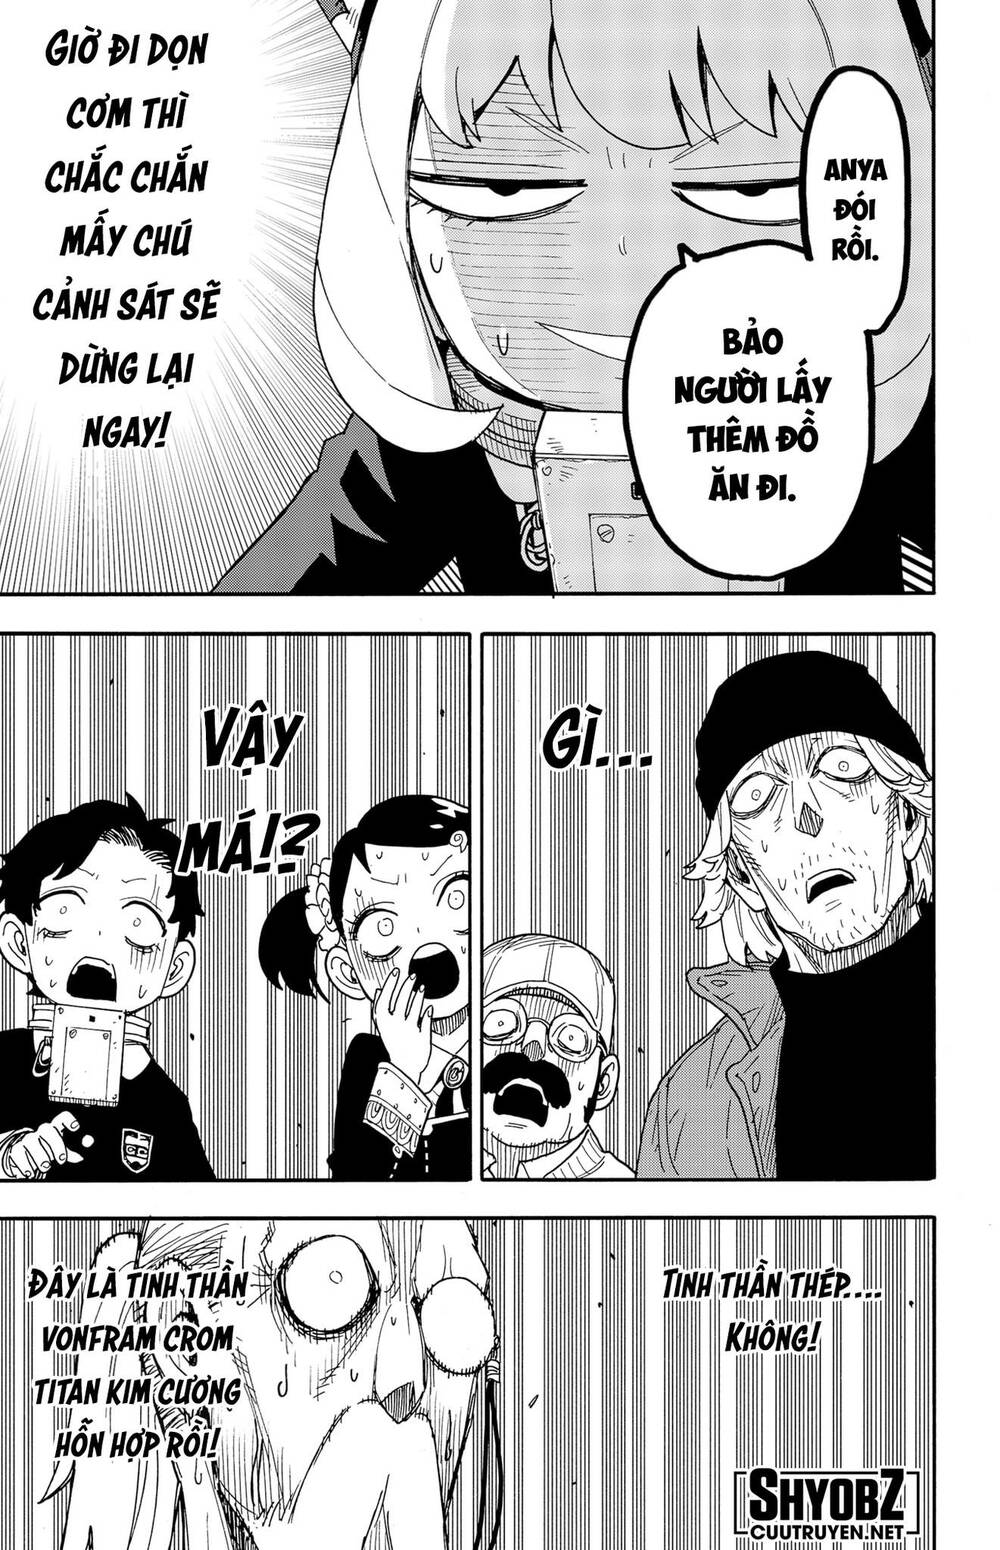 ANYA
ĐÓI
RỒI.
BẢO
NGƯỜI LẤY
THÊM ĐỒ
ĂN ĐI.
GIỜ ĐI DỌN
CƠM THÌ
CHẮC CHẮN
MẤY CHÚ
CẢNH SÁT SẼ
DỪNG LẠI
NGAY!
GÌ...
VẬY
MÁ!?
TINH THẦN THÉP....
KHÔNG!
ĐÂY LÀ TINH THẦN
VONFRAM CROM
TITAN KIM CƯƠNG
HỖN HỢP RỒI!
SHYOBZ
CUUTRUYEN.NET